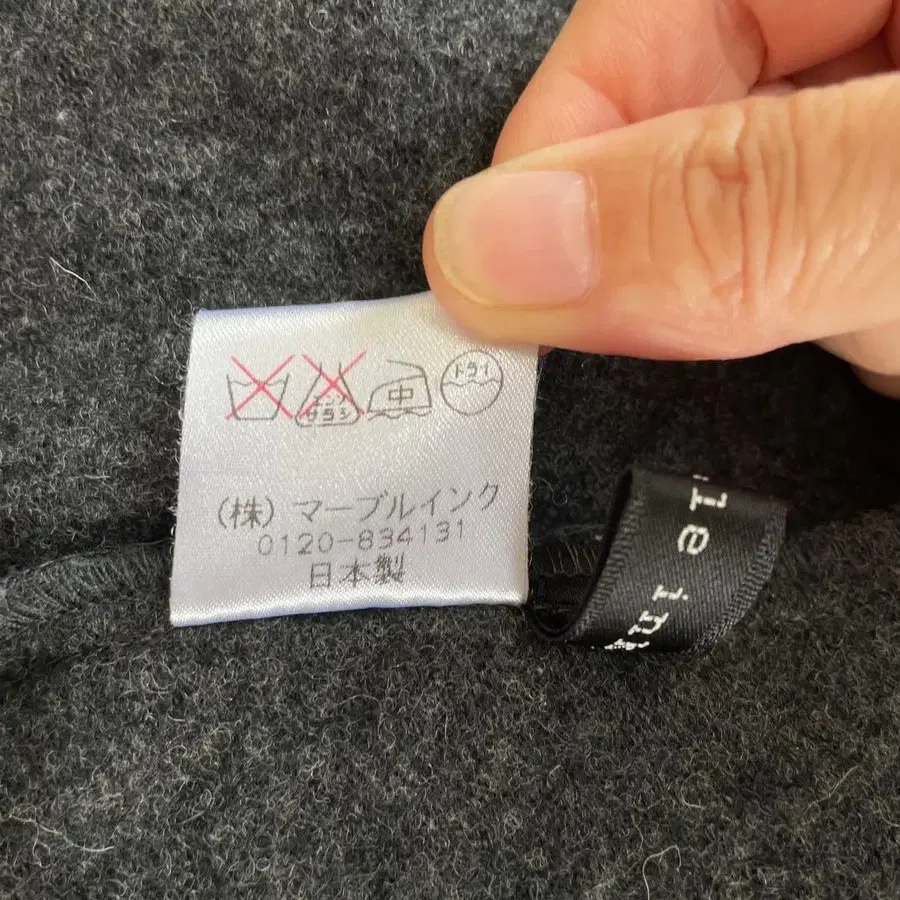 エンソ
サラシ
中
ドライ
(株) マーブルインク
0120-834131
日本製